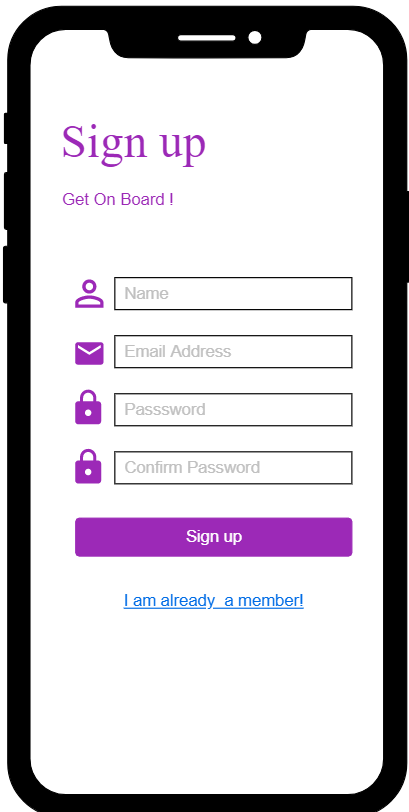 Sign up
Get On Board !
Name
Email Address
Passsword
Confirm Password
Sign up
I am already  a member!